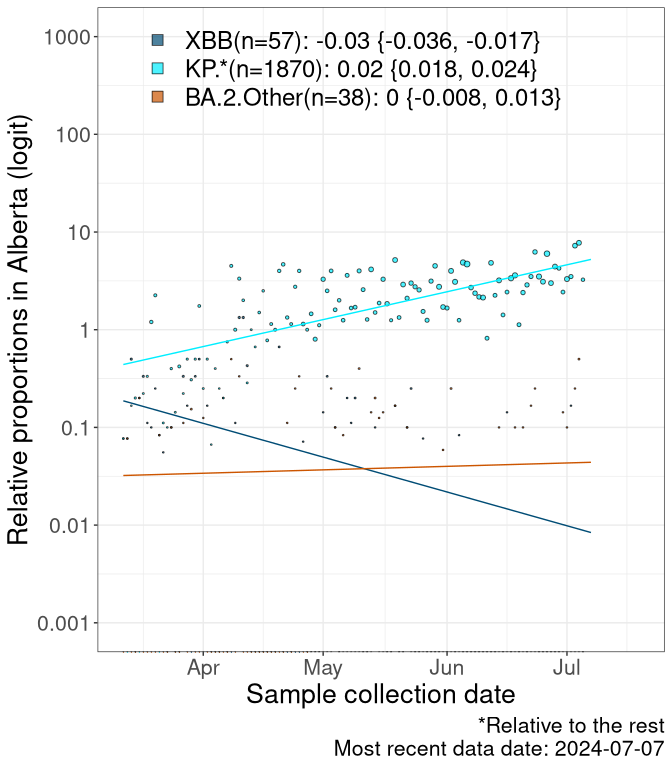 XBB(n=57): -0.03 {-0.036, -0.017}
KP.*(n=1870): 0.02 {0.018, 0.024}
BA.2.Other(n=38): 0 {-0.008, 0.013}
Relative proportions in Alberta (logit)
1000
100
10
1
0.1
0.01
0.001
Apr May Jun Jul
Sample collection date
*Relative to the rest
Most recent data date: 2024-07-07